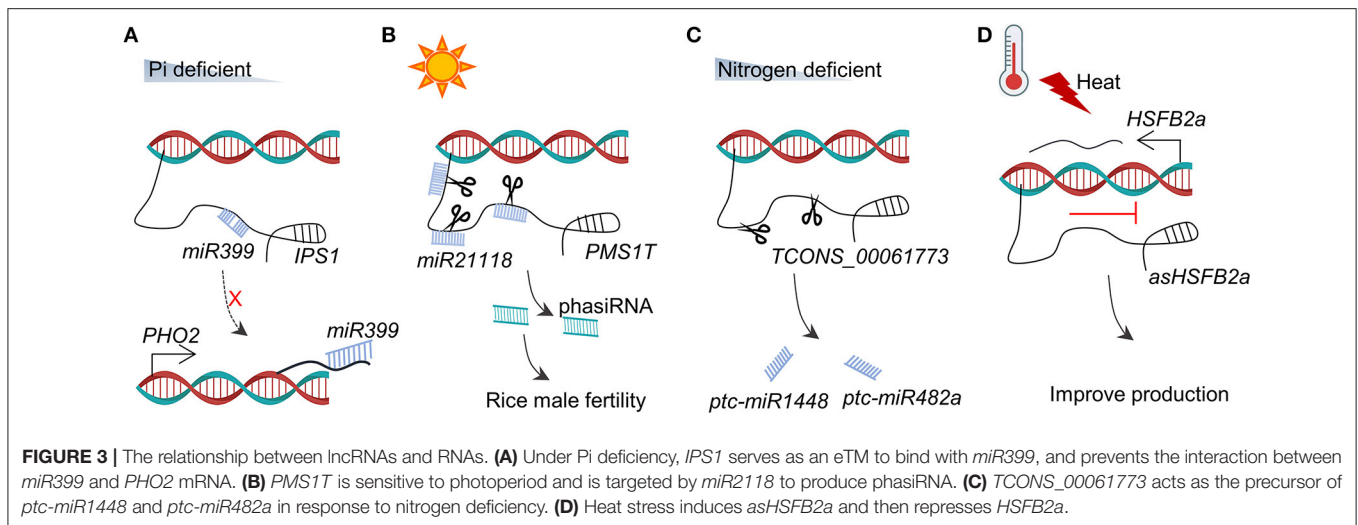 A
Pi deficient
miR399
IPS1
X
PHO2
miR399
B
miR21118
PMS1T
phasiRNA
Rice male fertility
C
Nitrogen deficient
TCONS_00061773
ptc-miR1448
ptc-miR482a
D
Heat
HSFB2a
asHSFB2a
Improve production
FIGURE 3 | The relationship between lncRNAs and RNAs. (A) Under Pi deficiency, IPS1 serves as an eTM to bind with miR399, and prevents the interaction between
miR399 and PHO2 mRNA. (B) PMS1T is sensitive to photoperiod and is targeted by miR2118 to produce phasiRNA. (C) TCONS_00061773 acts as the precursor of
ptc-miR1448 and ptc-miR482a in response to nitrogen deficiency. (D) Heat stress induces asHSFB2a and then represses HSFB2a.